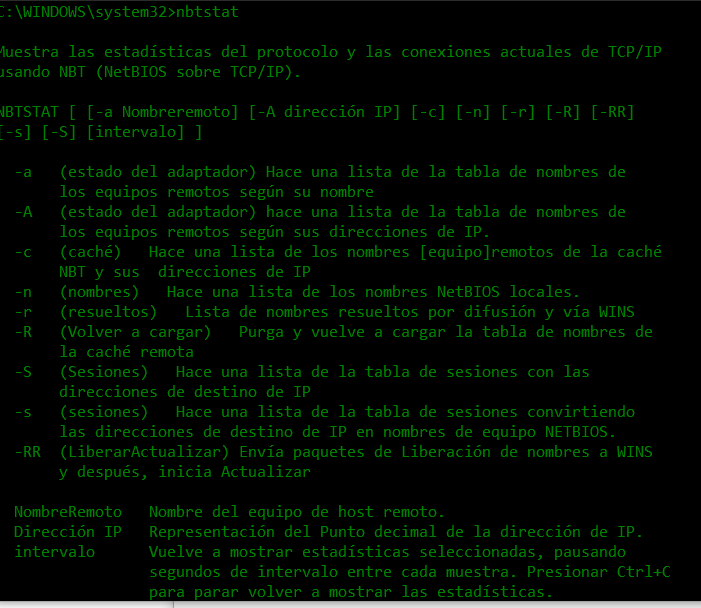 C:\WINDOWS\system32>nbtstat
Muestra las estadísticas del protocolo y las conexiones actuales de TCP/IP
usando NBT (NetBIOS sobre TCP/IP).
NBTSTAT [ [-a Nombreremoto] [-A dirección IP] [-c] [-n] [-r] [-R] [-RR]
[-s] [-S] [intervalo] ]
-a (estado del adaptador) Hace una lista de la tabla de nombres de
los equipos remotos según su nombre
-A (estado del adaptador) hace una lista de la tabla de nombres de
los equipos remotos según sus direcciones de IP.
-c (caché) Hace una lista de los nombres [equipo]remotos de la caché
NBT y sus direcciones de IP
-n (nombres) Hace una lista de los nombres NetBIOS locales.
-r (resueltos) Lista de nombres resueltos por difusión y vía WINS
-R (Volver a cargar) Purga y vuelve a cargar la tabla de nombres de
la caché remota
-S (Sesiones) Hace una lista de la tabla de sesiones con las
direcciones de destino de IP
-s (sesiones) Hace una lista de la tabla de sesiones convirtiendo
las direcciones de destino de IP en nombres de equipo NETBIOS.
-RR (LiberarActualizar) Envía paquetes de Liberación de nombres a WINS
y después, inicia Actualizar
NombreRemoto Nombre del equipo de host remoto.
Dirección IP Representación del Punto decimal de la dirección de IP.
intervalo Vuelve a mostrar estadísticas seleccionadas, pausando
segundos de intervalo entre cada muestra. Presionar Ctrl+C
para parar volver a mostrar las estadísticas.